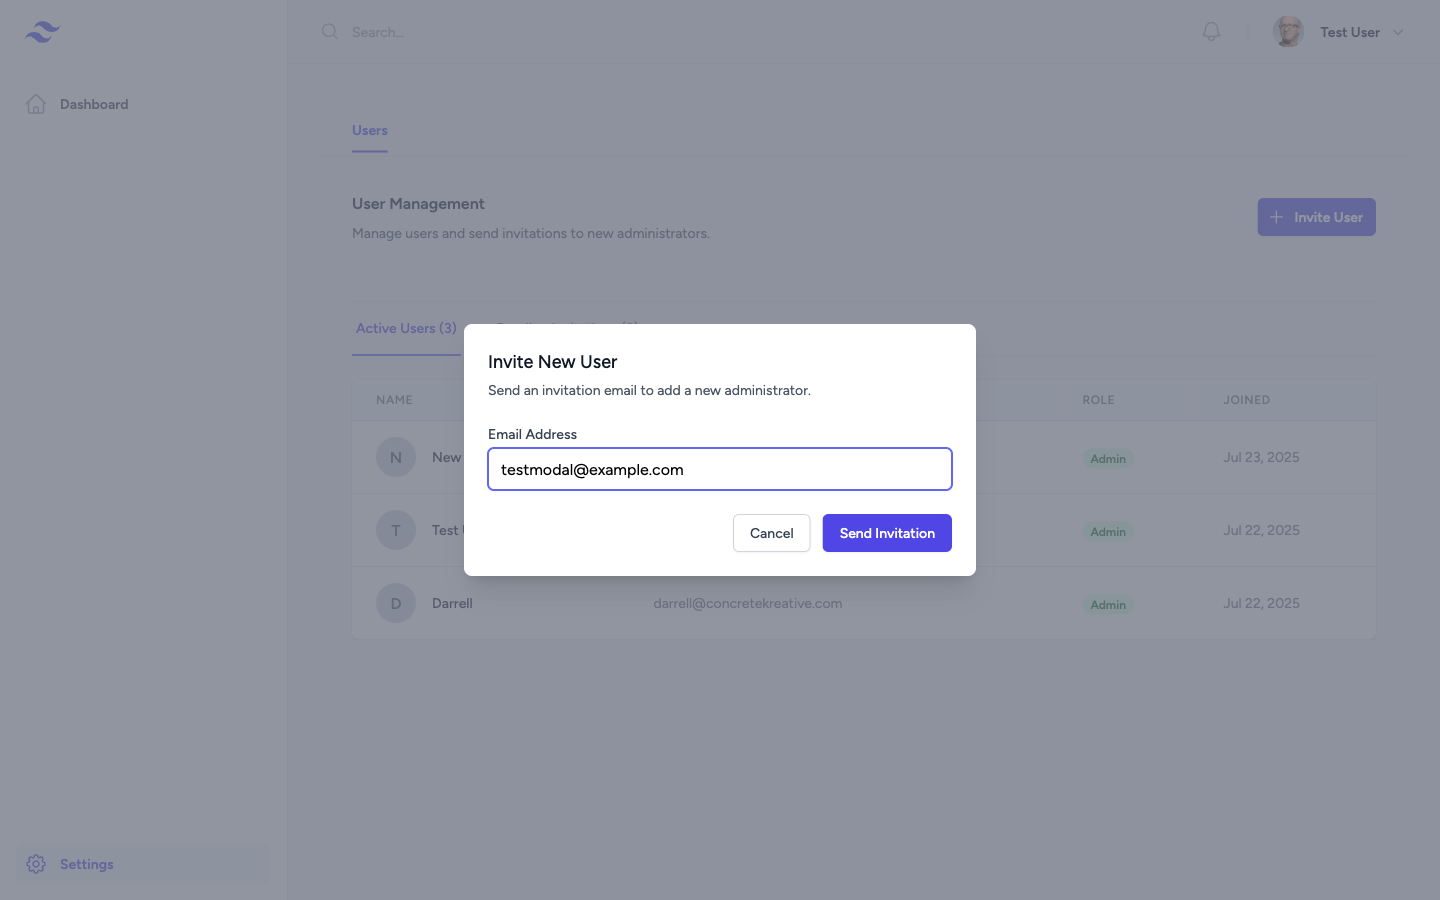 Search...
Test User
Dashboard
Users
User Management
Manage users and send invitations to new administrators.
Invite User
Active Users (3)
Invite New User
Send an invitation email to add a new administrator.
Email Address
testmodal@example.com
Cancel
Send Invitation
NAME
ROLE
JOINED
N
New
Admin
Jul 23, 2025
T
Test
Admin
Jul 22, 2025
D
Darrell
darrell@concretekreative.com
Admin
Jul 22, 2025
Settings